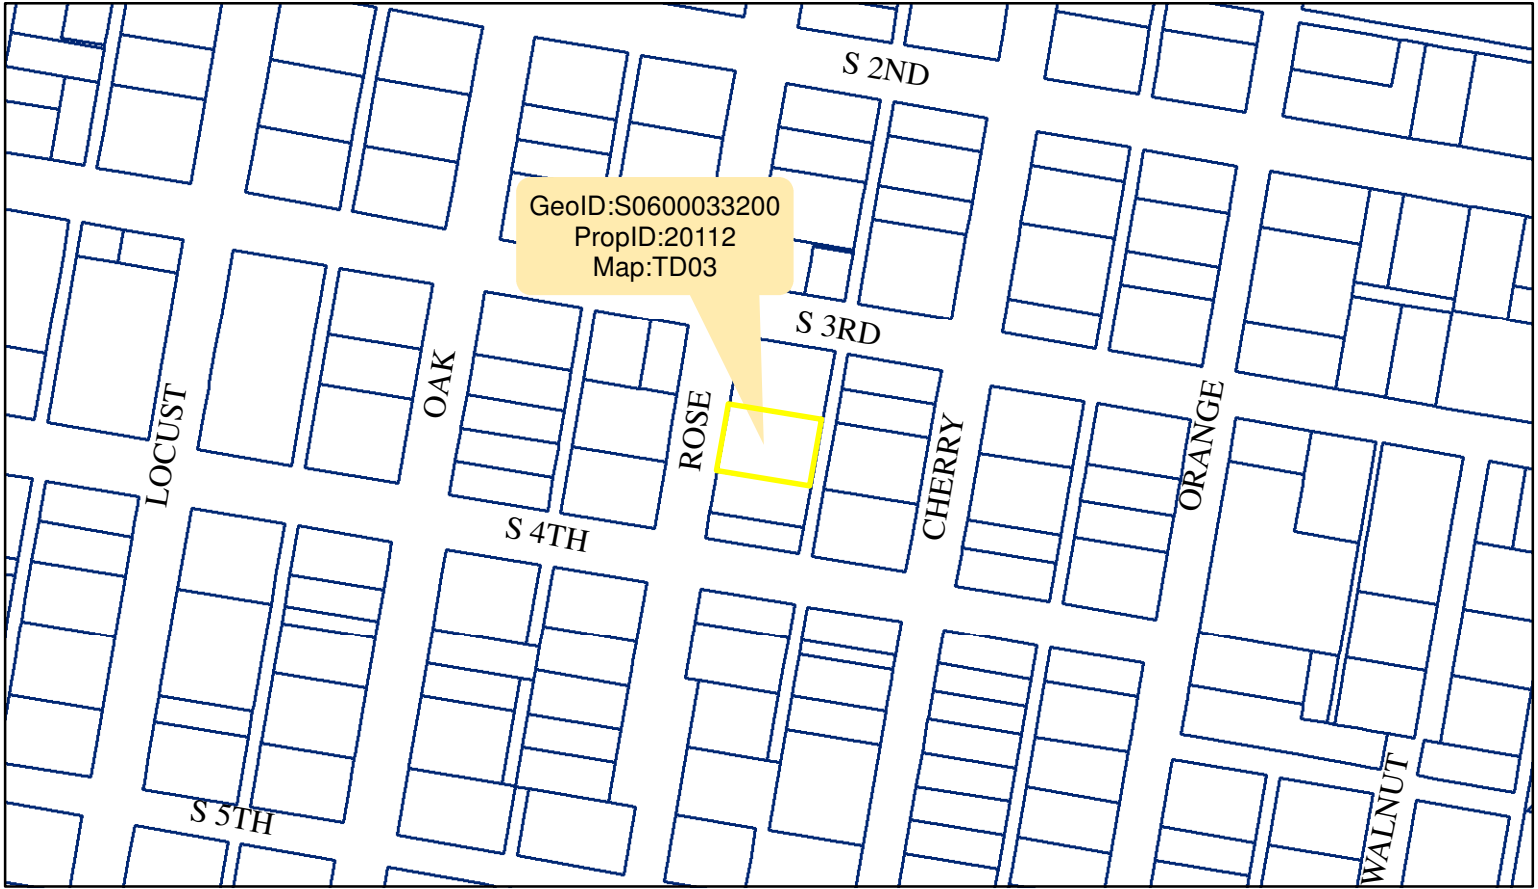 S 2ND
GeoID:S0600033200
PropID:20112
Map:TD03
S 3RD
OAK
LOCUST
ROSE
ORANGE
CHERRY
S 4TH
S 5TH
WALNUT